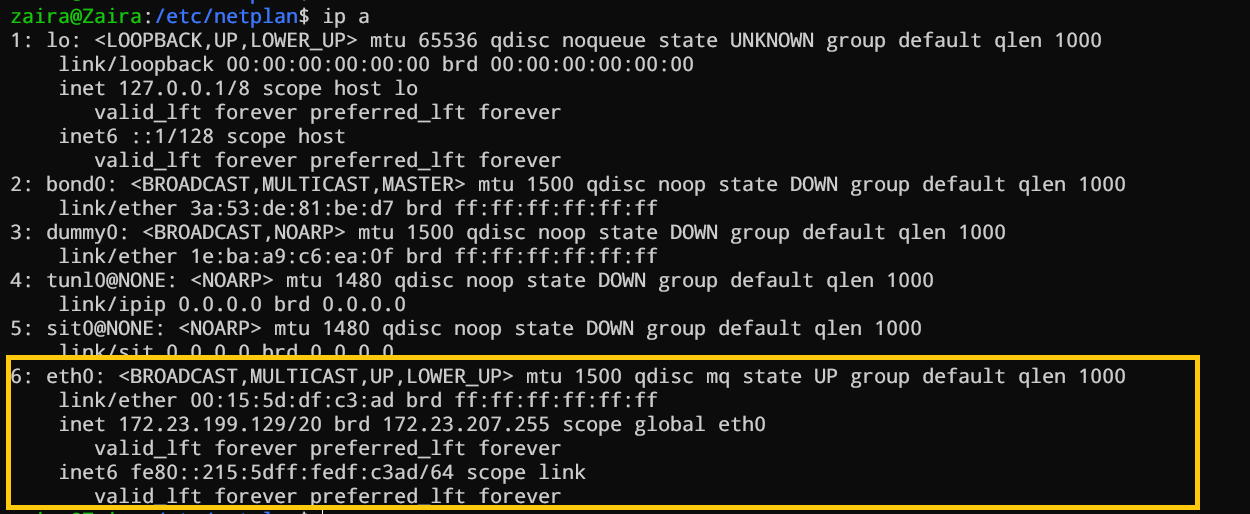 zaira@Zaira:/etc/netplan$ ip a
1: lo: <LOOPBACK,UP,LOWER_UP> mtu 65536 qdisc noqueue state UNKNOWN group default qlen 1000
    link/loopback 00:00:00:00:00:00 brd 00:00:00:00:00:00
    inet 127.0.0.1/8 scope host lo
       valid_lft forever preferred_lft forever
    inet6 ::1/128 scope host
       valid_lft forever preferred_lft forever
2: bond0: <BROADCAST,MULTICAST,MASTER> mtu 1500 qdisc noop state DOWN group default qlen 1000
    link/ether 3a:53:de:81:be:d7 brd ff:ff:ff:ff:ff:ff
3: dummy0: <BROADCAST,NOARP> mtu 1500 qdisc noop state DOWN group default qlen 1000
    link/ether 1e:ba:a9:c6:ea:0f brd ff:ff:ff:ff:ff:ff
4: tunl0@NONE: <NOARP> mtu 1480 qdisc noop state DOWN group default qlen 1000
    link/ipip 0.0.0.0 brd 0.0.0.0
5: sit0@NONE: <NOARP> mtu 1480 qdisc noop state DOWN group default qlen 1000
    link/sit 0.0.0.0 brd 0.0.0.0
6: eth0: <BROADCAST,MULTICAST,UP,LOWER_UP> mtu 1500 qdisc mq state UP group default qlen 1000
    link/ether 00:15:5d:df:c3:ad brd ff:ff:ff:ff:ff:ff
    inet 172.23.199.129/20 brd 172.23.207.255 scope global eth0
       valid_lft forever preferred_lft forever
    inet6 fe80::215:5dff:fedf:c3ad/64 scope link
       valid_lft forever preferred_lft forever